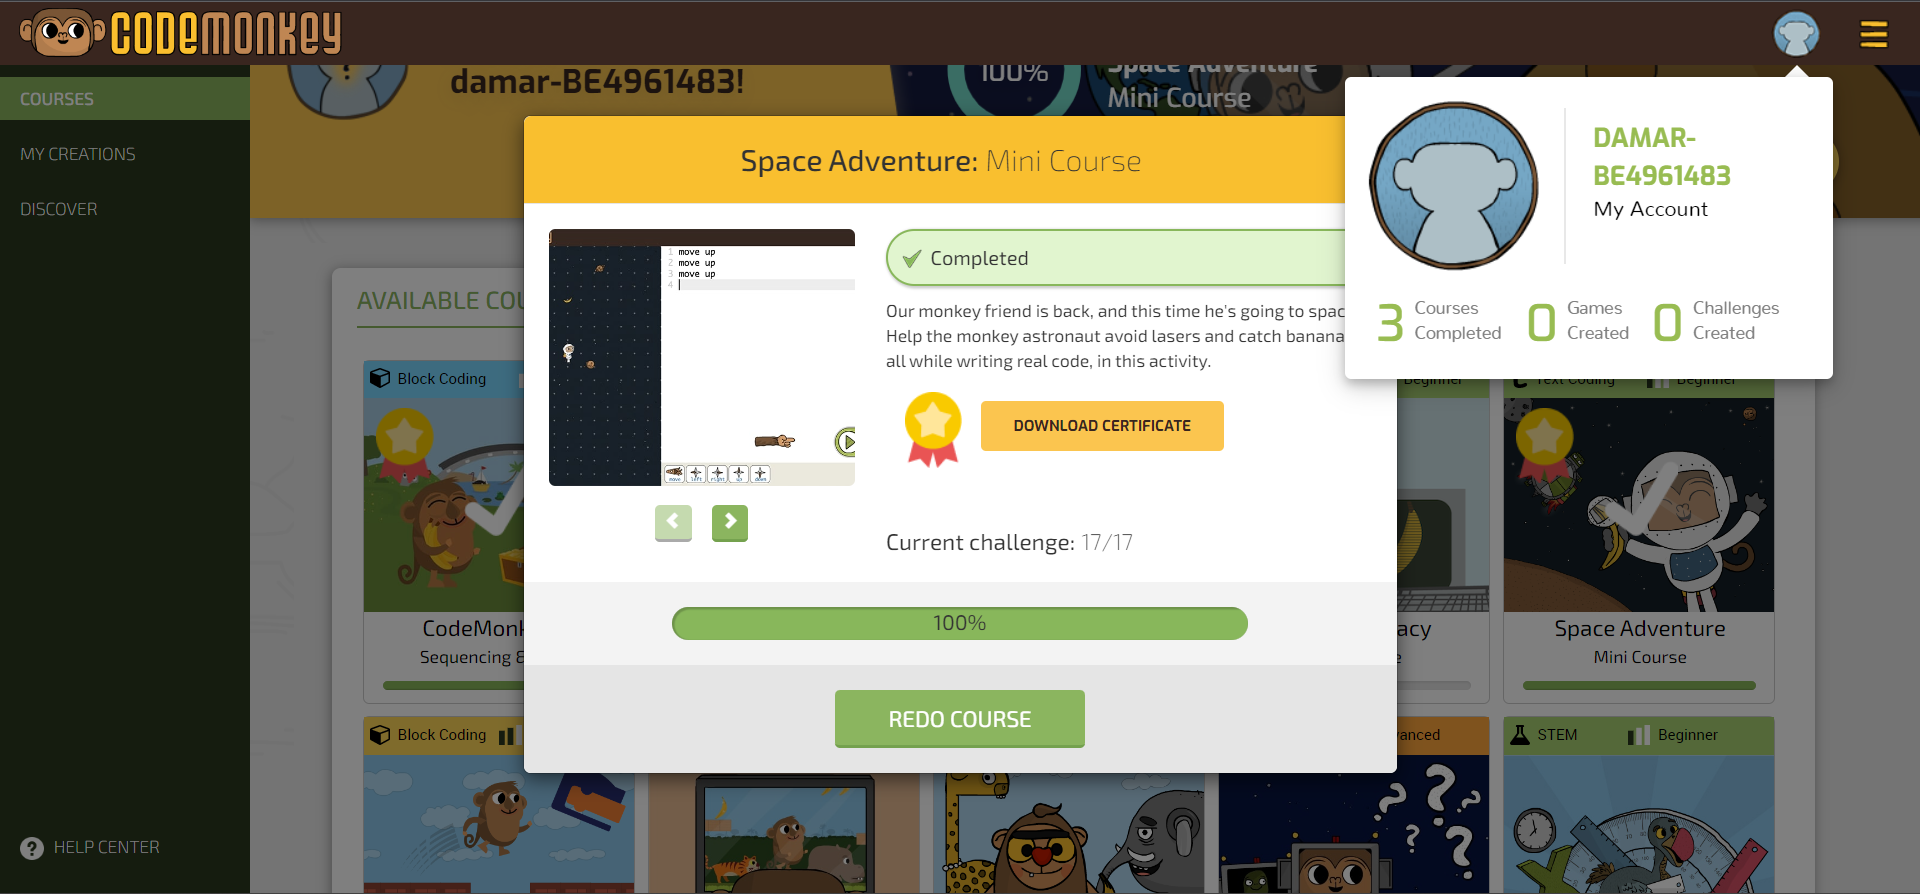 CODEMONKEY
COURSES
MY CREATIONS
DISCOVER
HELP CENTER
damar-BE4961483!
100%
Space Adventure
Mini Course
DAMAR-
BE4961483
My Account
3 Courses Completed
0 Games Created
0 Challenges Created
Space Adventure: Mini Course
1 move up
2 move up
3 move up
4
move left right up down
Completed
Our monkey friend is back, and this time he's going to spac
Help the monkey astronaut avoid lasers and catch banana
all while writing real code, in this activity.
DOWNLOAD CERTIFICATE
Current challenge: 17/17
100%
REDO COURSE
AVAILABLE COU
Block Coding
Beginner
Text Coding
Beginner
CodeMonk
Sequencing &
acy
Space Adventure
Mini Course
Block Coding
anced
STEM
Beginner